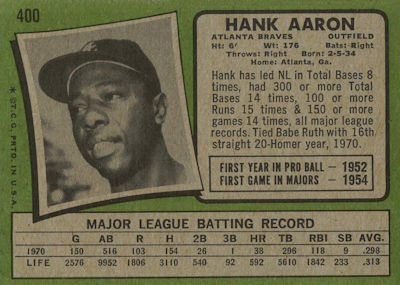 400
HANK AARON
ATLANTA BRAVES OUTFIELD
Ht: 6' Wt: 176 Bats: Right
Throws: Right Born: 2-5-34
Home: Atlanta, Ga.
Hank has led NL in Total Bases 8
times, had 300 or more Total
Bases 14 times, 100 or more
Runs 15 times & 150 or more
games 14 times, all major league
records. Tied Babe Ruth with 16th
straight 20-Homer year, 1970.
FIRST YEAR IN PRO BALL — 1952
FIRST GAME IN MAJORS — 1954
★ ©T.C.G. PRTD. IN U.S.A.
MAJOR LEAGUE BATTING RECORD
G AB R H 2B 3B HR TB RBI SB AVG.
1970 150 516 103 154 26 1 38 296 118 9 .298
LIFE 2576 9952 1806 3110 540 92 592 5610 1842 233 .313